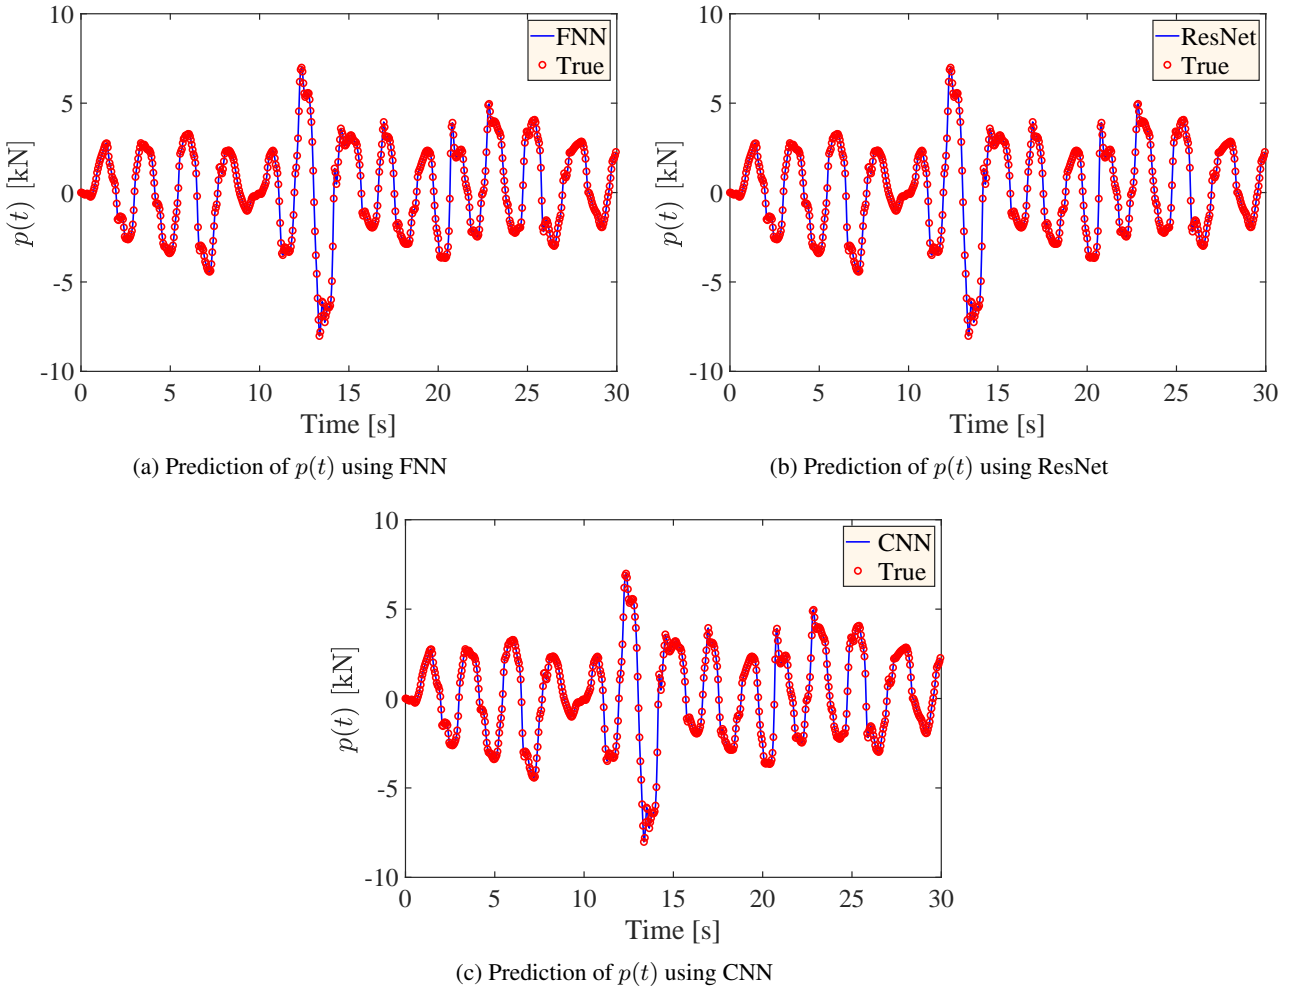 10
5
0
-5
-10
p(t) [kN]
FNN
True
0 5 10 15 20 25 30
Time [s]
(a) Prediction of p(t) using FNN
10
5
0
-5
-10
p(t) [kN]
ResNet
True
0 5 10 15 20 25 30
Time [s]
(b) Prediction of p(t) using ResNet
10
5
0
-5
-10
p(t) [kN]
CNN
True
0 5 10 15 20 25 30
Time [s]
(c) Prediction of p(t) using CNN